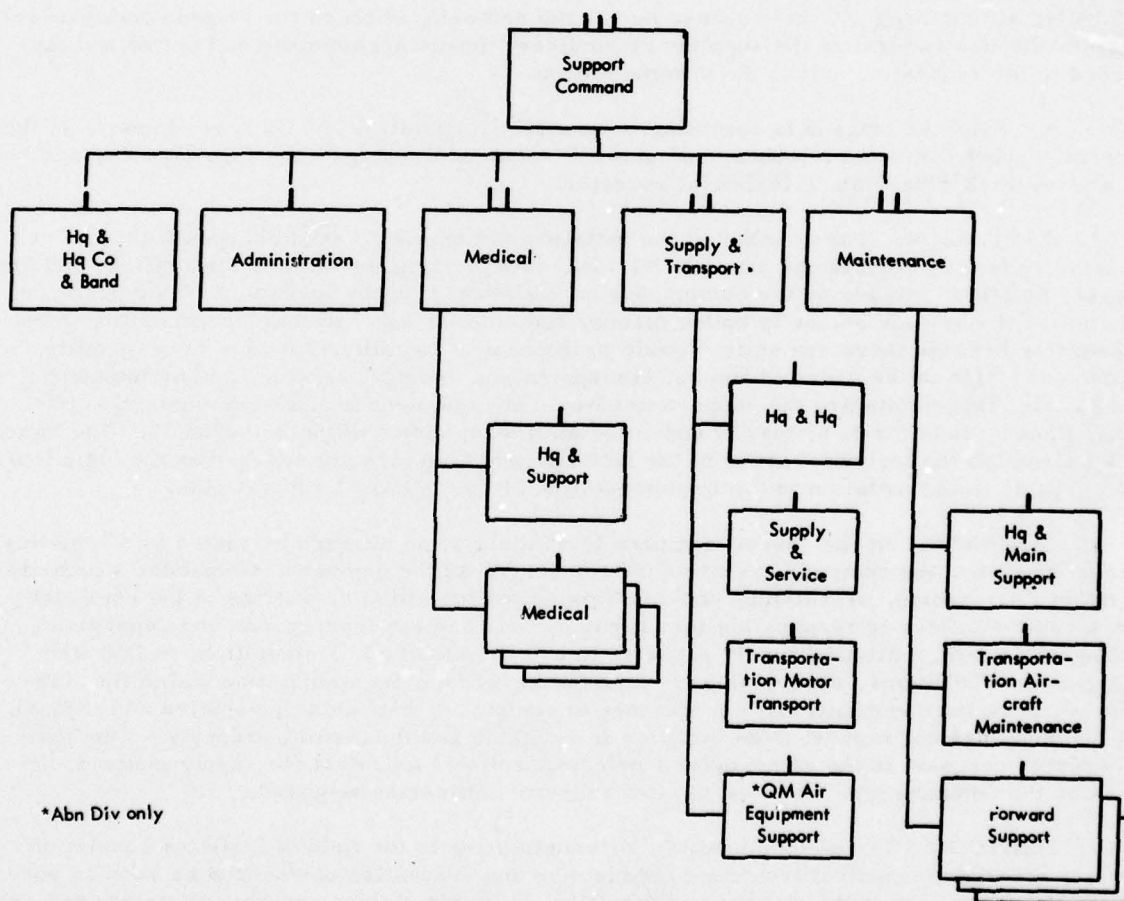 Support
Command
Hq &
Hq Co
& Band
Administration
Medical
Supply &
Transport
Maintenance
Hq &
Support
Medical
Hq & Hq
Supply
&
Service
Transporta-
tion Motor
Transport
*QM Air
Equipment
Support
Hq &
Main
Support
Transporta-
tion Air-
craft
Maintenance
Forward
Support
*Abn Div only